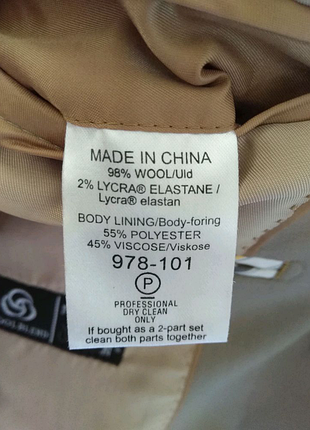 MADE IN CHINA
98% WOOL/Uld
2% LYCRA® ELASTANE /
Lycra® elastan
BODY LINING/Body-foring
55% POLYESTER
45% VISCOSE/Viskose
978-101
P
PROFESSIONAL
DRY CLEAN
ONLY
If bought as a 2-part set
clean both parts together